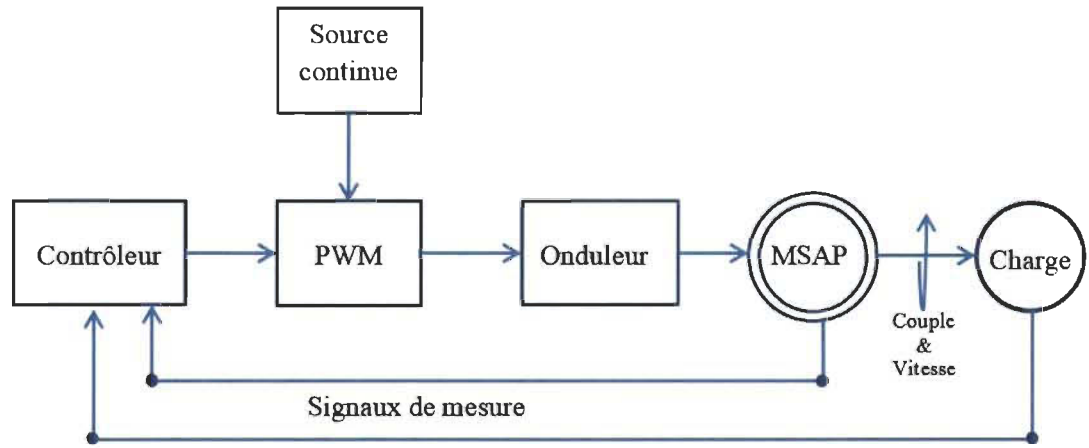 Source
continue
Contrôleur
PWM
Onduleur
MSAP
Charge
Couple
&
Vitesse
Signaux de mesure